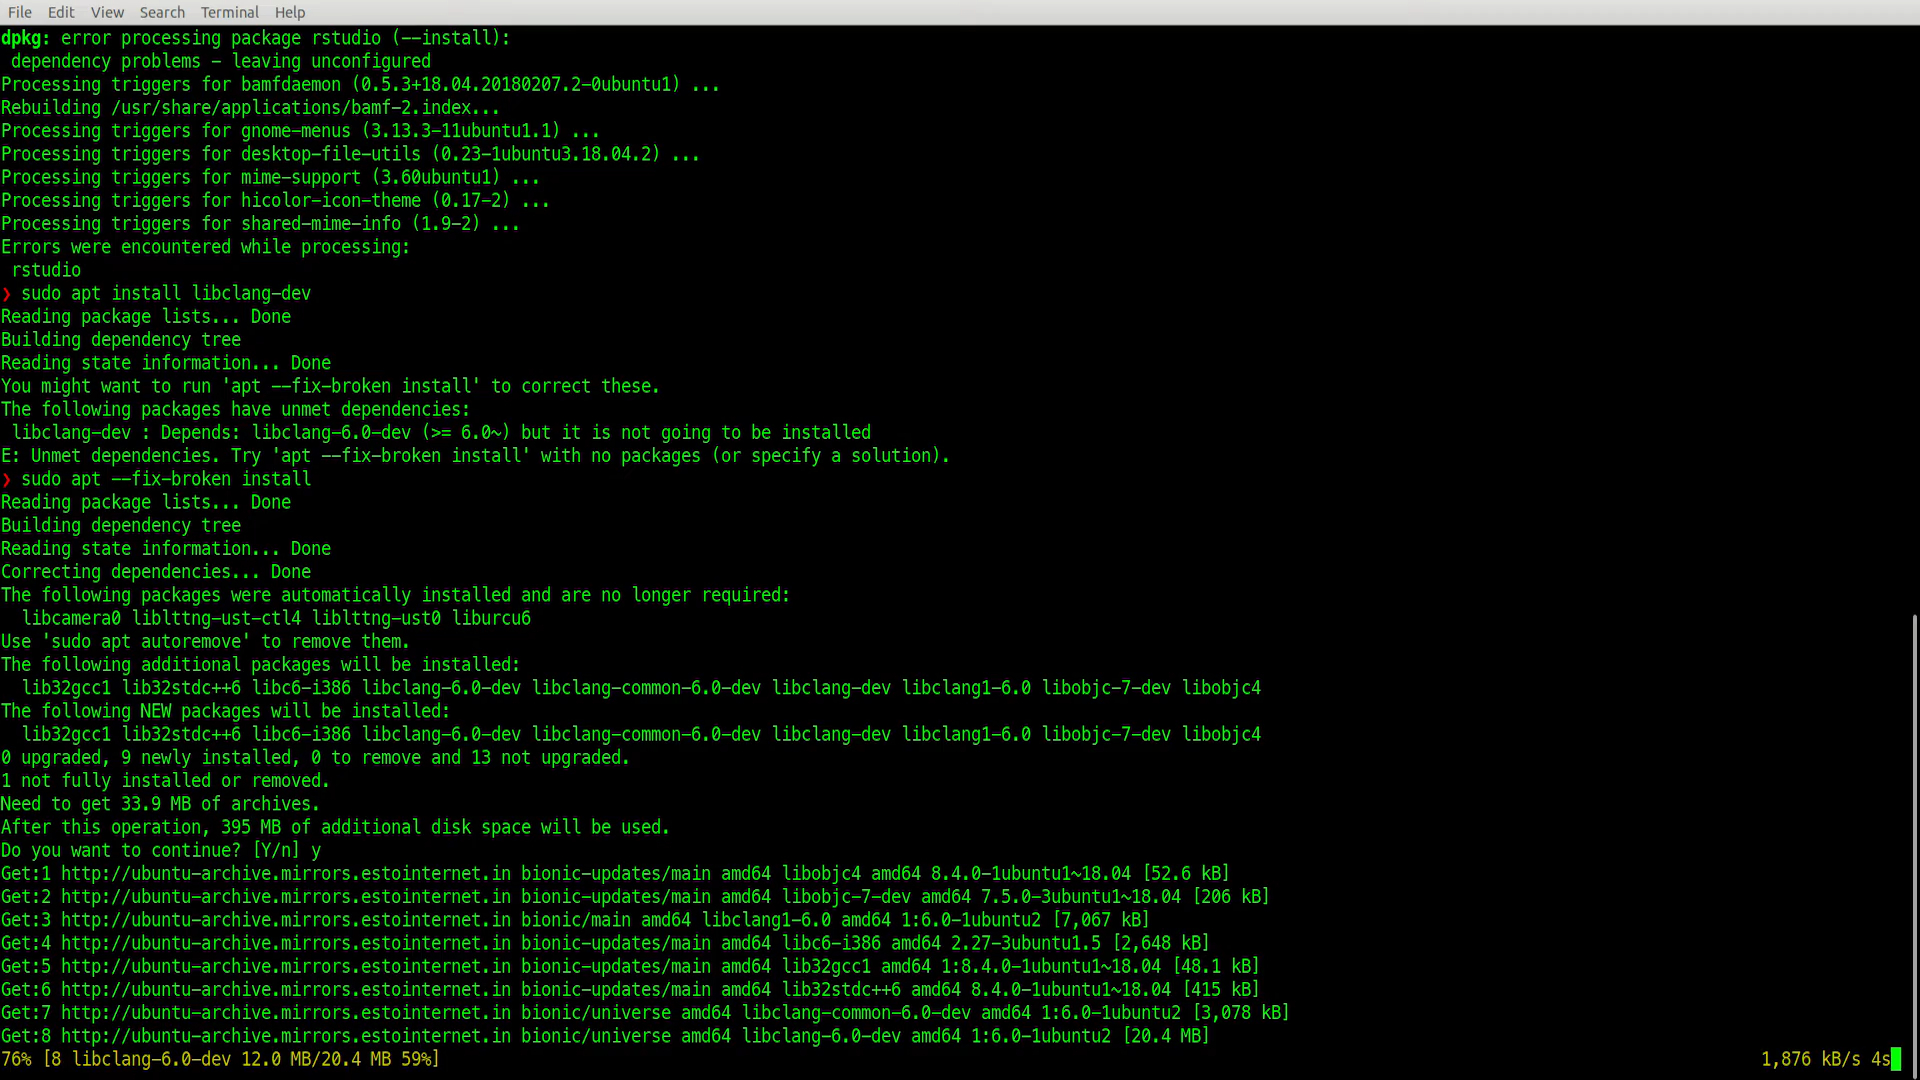 File Edit View Search Terminal Help
dpkg: error processing package rstudio (--install):
 dependency problems - leaving unconfigured
Processing triggers for bamfdaemon (0.5.3+18.04.20180207.2-0ubuntu1) ...
Rebuilding /usr/share/applications/bamf-2.index...
Processing triggers for gnome-menus (3.13.3-11ubuntu1.1) ...
Processing triggers for desktop-file-utils (0.23-1ubuntu3.18.04.2) ...
Processing triggers for mime-support (3.60ubuntu1) ...
Processing triggers for hicolor-icon-theme (0.17-2) ...
Processing triggers for shared-mime-info (1.9-2) ...
Errors were encountered while processing:
 rstudio
❯ sudo apt install libclang-dev
Reading package lists... Done
Building dependency tree
Reading state information... Done
You might want to run 'apt --fix-broken install' to correct these.
The following packages have unmet dependencies:
 libclang-dev : Depends: libclang-6.0-dev (>= 6.0~) but it is not going to be installed
E: Unmet dependencies. Try 'apt --fix-broken install' with no packages (or specify a solution).
❯ sudo apt --fix-broken install
Reading package lists... Done
Building dependency tree
Reading state information... Done
Correcting dependencies... Done
The following packages were automatically installed and are no longer required:
  libcamera0 liblttng-ust-ctl4 liblttng-ust0 liburcu6
Use 'sudo apt autoremove' to remove them.
The following additional packages will be installed:
  lib32gcc1 lib32stdc++6 libc6-i386 libclang-6.0-dev libclang-common-6.0-dev libclang-dev libclang1-6.0 libobjc-7-dev libobjc4
The following NEW packages will be installed:
  lib32gcc1 lib32stdc++6 libc6-i386 libclang-6.0-dev libclang-common-6.0-dev libclang-dev libclang1-6.0 libobjc-7-dev libobjc4
0 upgraded, 9 newly installed, 0 to remove and 13 not upgraded.
1 not fully installed or removed.
Need to get 33.9 MB of archives.
After this operation, 395 MB of additional disk space will be used.
Do you want to continue? [Y/n] y
Get:1 http://ubuntu-archive.mirrors.estointernet.in bionic-updates/main amd64 libobjc4 amd64 8.4.0-1ubuntu1~18.04 [52.6 kB]
Get:2 http://ubuntu-archive.mirrors.estointernet.in bionic-updates/main amd64 libobjc-7-dev amd64 7.5.0-3ubuntu1~18.04 [206 kB]
Get:3 http://ubuntu-archive.mirrors.estointernet.in bionic/main amd64 libclang1-6.0 amd64 1:6.0-1ubuntu2 [7,067 kB]
Get:4 http://ubuntu-archive.mirrors.estointernet.in bionic-updates/main amd64 libc6-i386 amd64 2.27-3ubuntu1.5 [2,648 kB]
Get:5 http://ubuntu-archive.mirrors.estointernet.in bionic-updates/main amd64 lib32gcc1 amd64 1:8.4.0-1ubuntu1~18.04 [48.1 kB]
Get:6 http://ubuntu-archive.mirrors.estointernet.in bionic-updates/main amd64 lib32stdc++6 amd64 8.4.0-1ubuntu1~18.04 [415 kB]
Get:7 http://ubuntu-archive.mirrors.estointernet.in bionic/universe amd64 libclang-common-6.0-dev amd64 1:6.0-1ubuntu2 [3,078 kB]
Get:8 http://ubuntu-archive.mirrors.estointernet.in bionic/universe amd64 libclang-6.0-dev amd64 1:6.0-1ubuntu2 [20.4 MB]
76% [8 libclang-6.0-dev 12.0 MB/20.4 MB 59%] 1,876 kB/s 4s